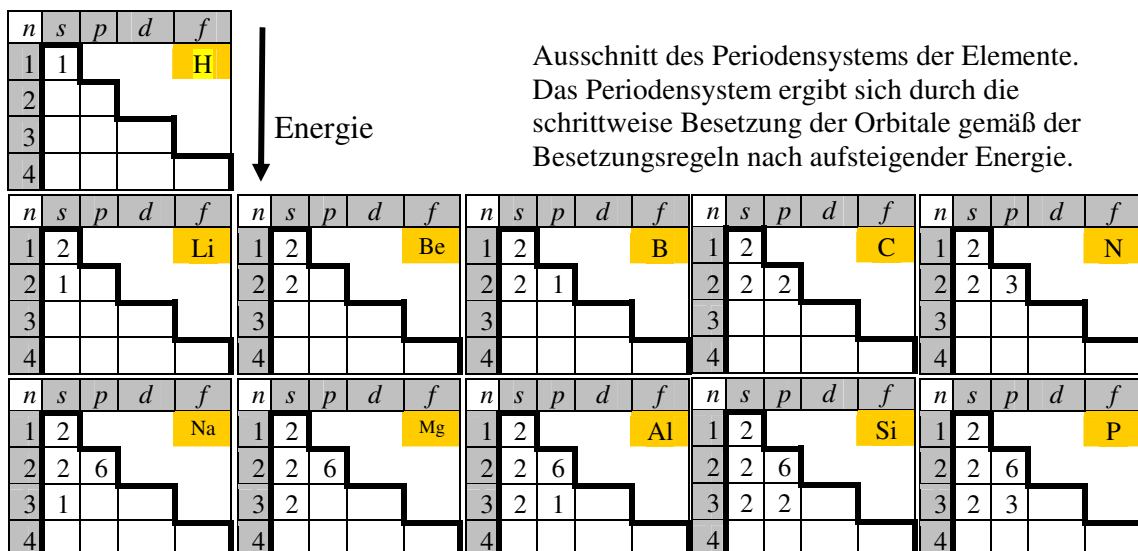 n s p d f
1 1 H
2
3
4
Energie
Ausschnitt des Periodensystems der Elemente.
Das Periodensystem ergibt sich durch die
schrittweise Besetzung der Orbitale gemäß der
Besetzungsregeln nach aufsteigender Energie.
n s p d f n s p d f n s p d f n s p d f n s p d f
1 2 Li 1 2 Be 1 2 B 1 2 C 1 2 N
2 1 2 2 2 2 1 2 2 2 2 2 3
3 3 3 3 3
4 4 4 4 4
n s p d f n s p d f n s p d f n s p d f n s p d f
1 2 Na 1 2 Mg 1 2 Al 1 2 Si 1 2 P
2 2 6 2 2 6 2 2 6 2 2 6 2 2 6
3 1 3 2 3 2 1 3 2 2 3 2 3
4 4 4 4 4